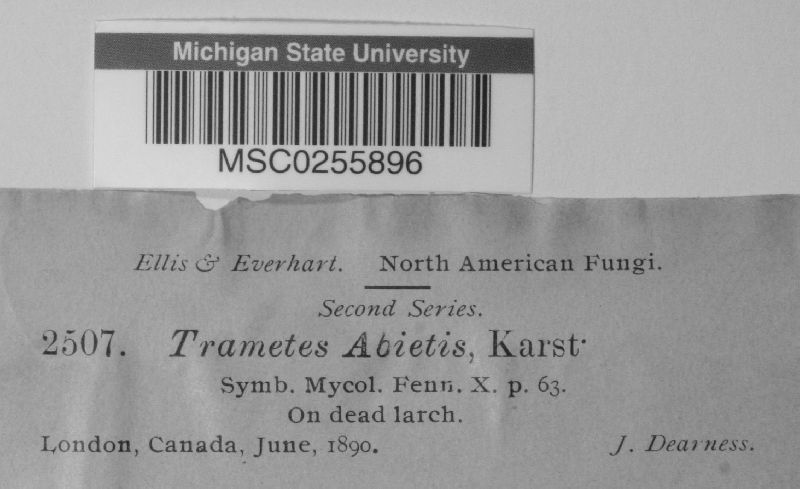 Michigan State University
MSC0255896
Ellis & Everhart. North American Fungi.
Second Series.
2507. Trametes Abietis, Karst·
Symb. Mycol. Fenn. X. p. 63.
On dead larch.
London, Canada, June, 1890. J. Dearness.